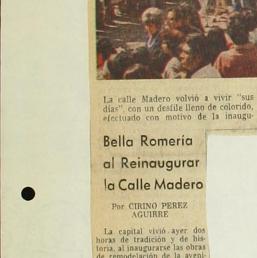 La calle Madero volvió a vivir "sus
días", con un desfile lleno de colorido,
efectuado con motivo de la inaugu-
Bella Romería
al Reinaugurar
la Calle Madero
Por CIRINO PEREZ
AGUIRRE
La capital vivió ayer dos
horas de tradición y de his-
toria, al inaugurarse las obras
de remodelación de la aveni-